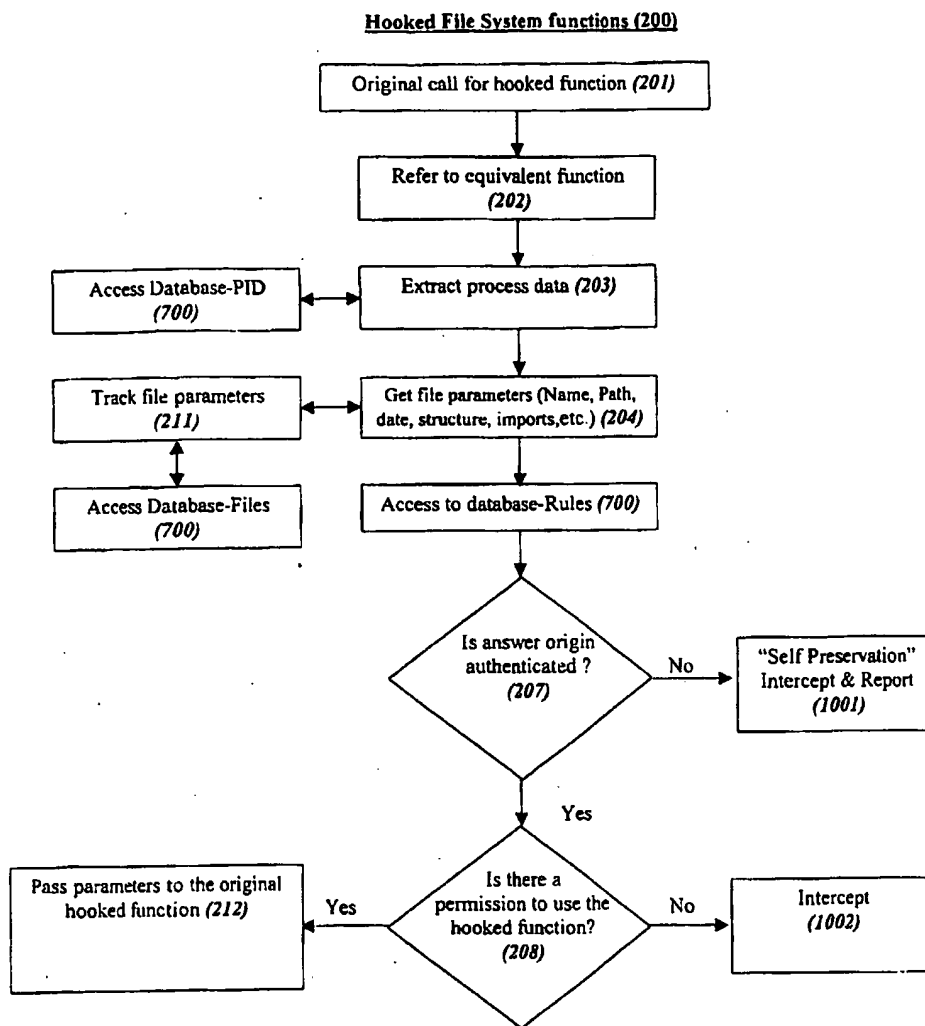 Hooked File System functions (200)
Original call for hooked function (201)
Refer to equivalent function
(202)
Access Database-PID
(700)
Extract process data (203)
Track file parameters
(211)
Get file parameters (Name, Path,
date, structure, imports,etc.) (204)
Access Database-Files
(700)
Access to database-Rules (700)
Is answer origin
authenticated ?
(207)
No
"Self Preservation"
Intercept & Report
(1001)
Yes
Pass parameters to the original
hooked function (212)
Yes
Is there a
permission to use the
hooked function?
(208)
No
Intercept
(1002)